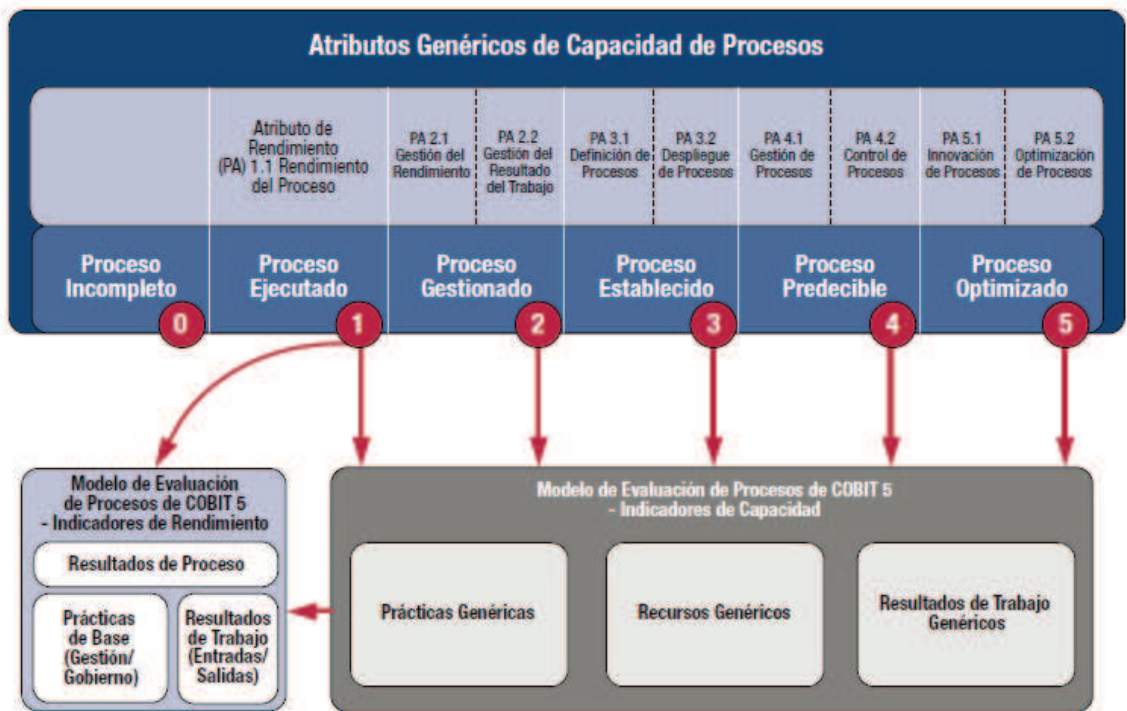 Atributos Genéricos de Capacidad de Procesos
Atributo de
Rendimiento
(PA) 1.1 Rendimiento
del Proceso
PA 2.1
Gestión del
Rendimiento
PA 2.2
Gestión del
Resultado
del Trabajo
PA 3.1
Definición de
Procesos
PA 3.2
Despliegue
de Procesos
PA 4.1
Gestión de
Procesos
PA 4.2
Control de
Procesos
PA 5.1
Innovación
de Procesos
PA 5.2
Optimización
de Procesos
Proceso
Incompleto
0
Proceso
Ejecutado
1
Proceso
Gestionado
2
Proceso
Establecido
3
Proceso
Predecible
4
Proceso
Optimizado
5
Modelo de Evaluación
de Procesos de COBIT 5
- Indicadores de Rendimiento
Resultados de Proceso
Prácticas
de Base
(Gestión/
Gobierno)
Resultados
de Trabajo
(Entradas/
Salidas)
Modelo de Evaluación de Procesos de COBIT 5
- Indicadores de Capacidad
Prácticas Genéricas
Recursos Genéricos
Resultados de Trabajo
Genéricos